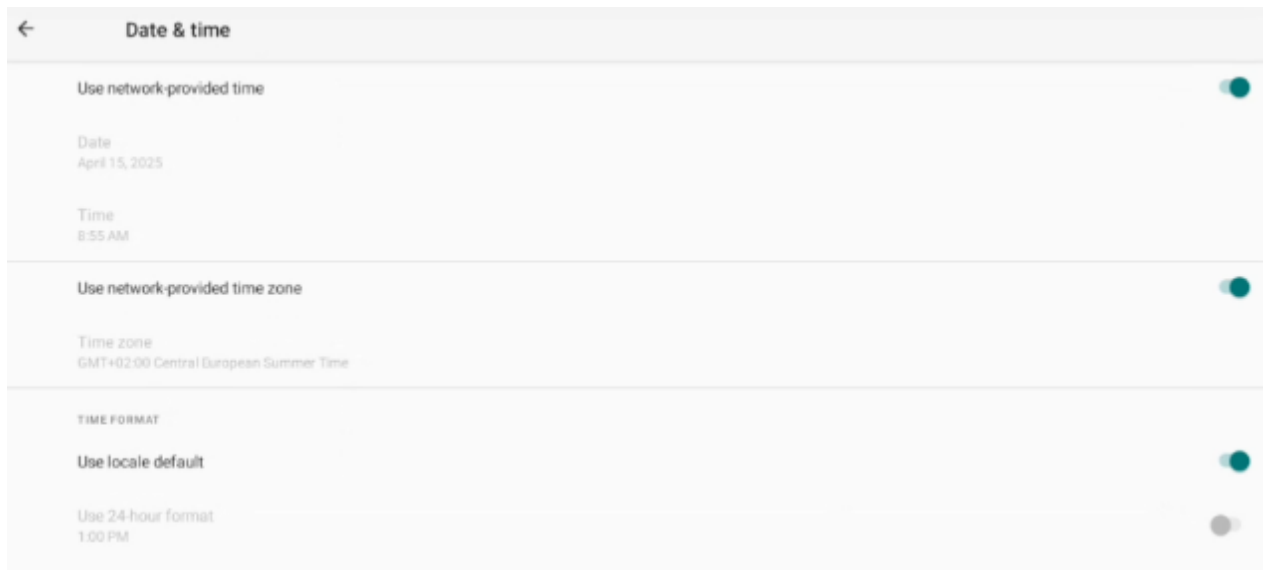 Date & time
Use network-provided time
Date
April 15, 2025
Time
8:55 AM
Use network-provided time zone
Time zone
GMT+02:00 Central European Summer Time
TIME FORMAT
Use locale default
Use 24-hour format
1:00 PM